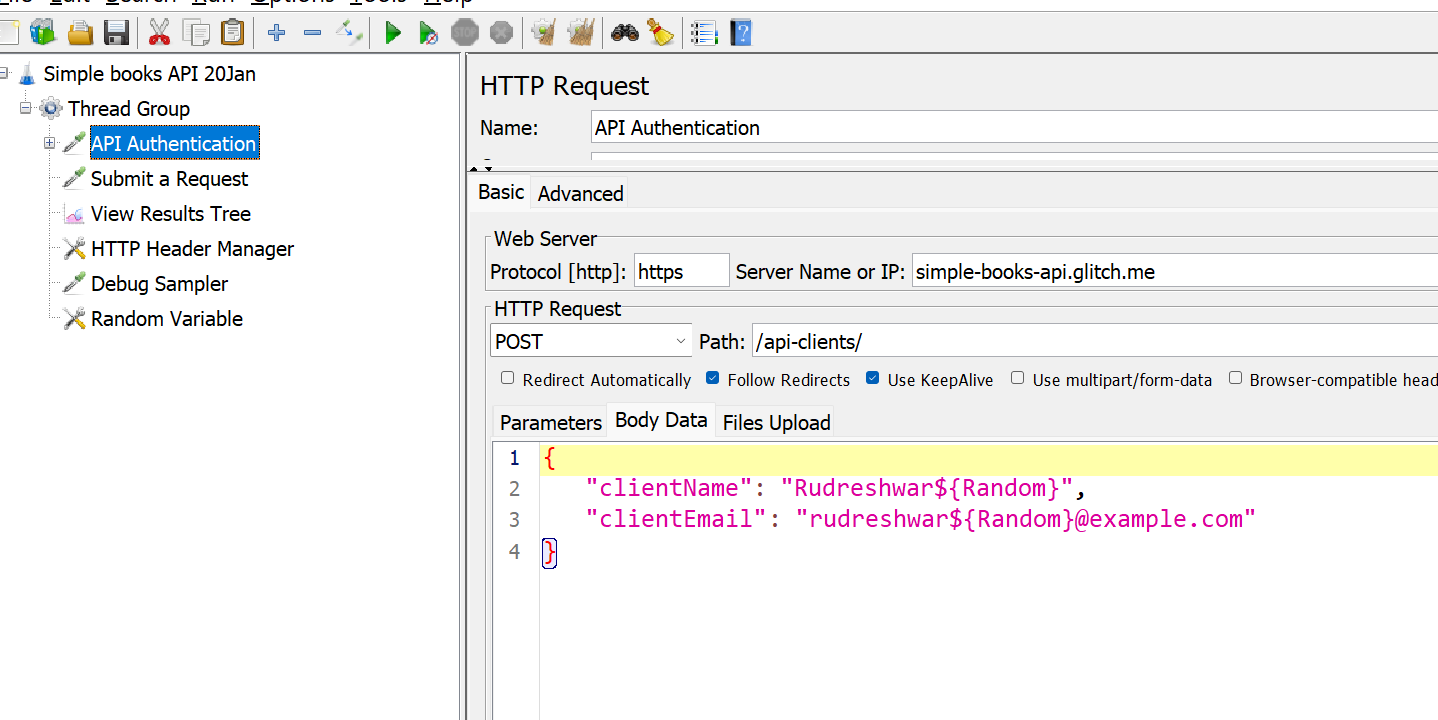 STOP
Simple books API 20Jan
Thread Group
API Authentication
Submit a Request
View Results Tree
HTTP Header Manager
Debug Sampler
Random Variable
HTTP Request
Name: API Authentication
Basic Advanced
Web Server
Protocol [http]: https Server Name or IP: simple-books-api.glitch.me
HTTP Request
POST Path: /api-clients/
Redirect Automatically Follow Redirects Use KeepAlive Use multipart/form-data Browser-compatible head
Parameters Body Data Files Upload
1 {
2 "clientName": "Rudreshwar${Random}",
3 "clientEmail": "rudreshwar${Random}@example.com"
4 }